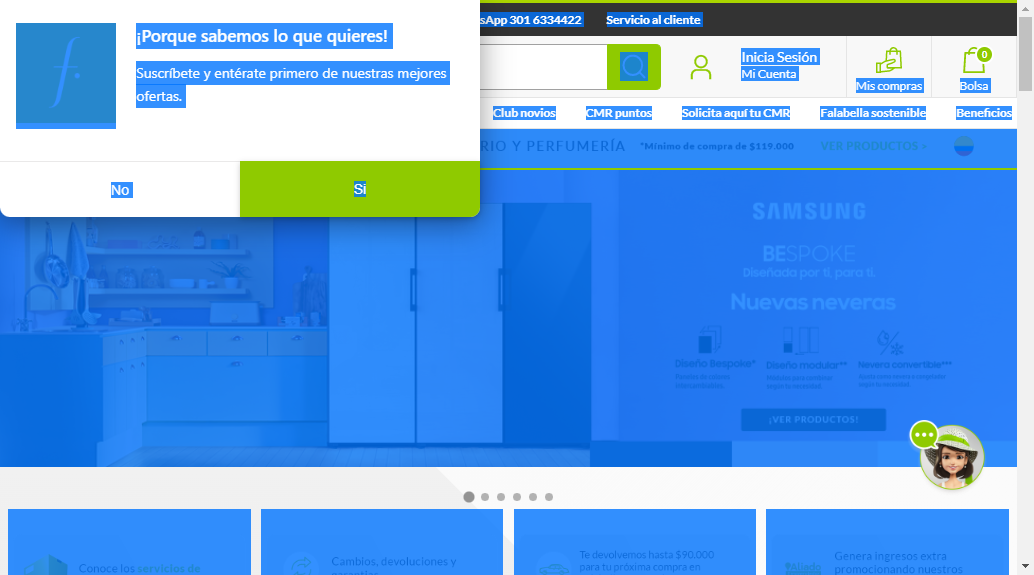 ¡Porque sabemos lo que quieres!
Suscríbete y entérate primero de nuestras mejores
ofertas.
No
Si
sApp 301 6334422
Servicio al cliente
Inicia Sesión
Mi Cuenta
Mis compras
0
Bolsa
Club novios
CMR puntos
Solicita aquí tu CMR
Falabella sostenible
Beneficios
RIO Y PERFUMERÍA *Mínimo de compra de $119.000 VER PRODUCTOS >
SAMSUNG
BESPOKE
Diseñada por ti, para ti.
Nuevas neveras
Diseño Bespoke*
Diseño modular**
Nevera convertible***
¡VER PRODUCTOS!
Conoce los servicios de
Cambios, devoluciones y
garantías
Te devolvemos hasta $90.000
para tu próxima compra en
Aliado
Genera ingresos extra
promocionando nuestros